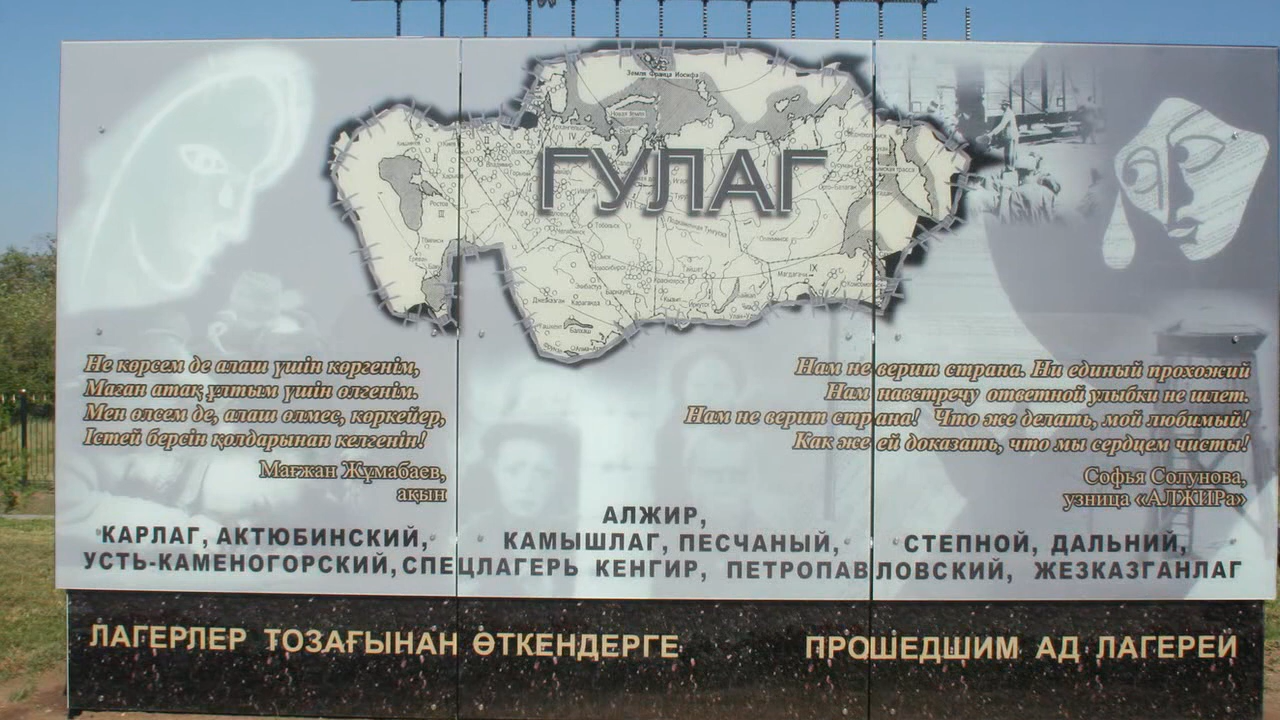 ГУЛАГ
Земля Франца Иосифа
Не көрсем де алаш үшін көргенім,
Маған атақ ұлтым үшін өлгенім.
Мен өлсем де, алаш өлмес, көркейер,
Істей берсін қолдарынан келгенін!
Мағжан Жұмабаев,
ақын
Нам не верит страна. Ни единый прохожий
Нам навстречу ответной улыбки не шлет.
Нам не верит страна! Что же делать, мой любимый!
Как же ей доказать, что мы сердцем чисты!
Софья Солунова,
узница «АЛЖИРа»
АЛЖИР,
КАРЛАГ, АКТЮБИНСКИЙ, КАМЫШЛАГ, ПЕСЧАНЫЙ, СТЕПНОЙ, ДАЛЬНИЙ,
УСТЬ-КАМЕНОГОРСКИЙ, СПЕЦЛАГЕРЬ КЕНГИР, ПЕТРОПАВЛОВСКИЙ, ЖЕЗКАЗГАНЛАГ
ЛАГЕРЛЕР ТОЗАҒЫНАН ӨТКЕНДЕРГЕ
ПРОШЕДШИМ АД ЛАГЕРЕЙ